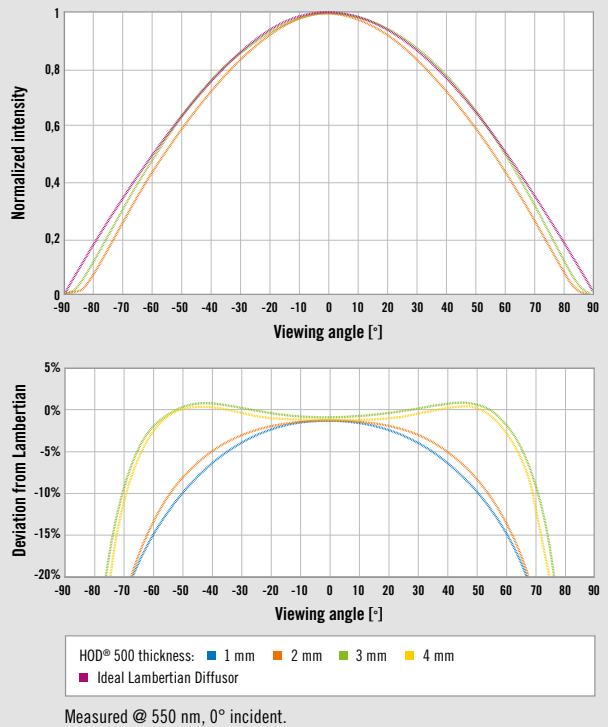 Normalized intensity
1
0,8
0,6
0,4
0,2
0
-90 -80 -70 -60 -50 -40 -30 -20 -10 0 10 20 30 40 50 60 70 80 90
Viewing angle [°]
Deviation from Lambertian
5%
0%
-5%
-10%
-15%
-20%
-90 -80 -70 -60 -50 -40 -30 -20 -10 0 10 20 30 40 50 60 70 80 90
Viewing angle [°]
HOD® 500 thickness: 1 mm 2 mm 3 mm 4 mm
Ideal Lambertian Diffusor
Measured @ 550 nm, 0° incident.